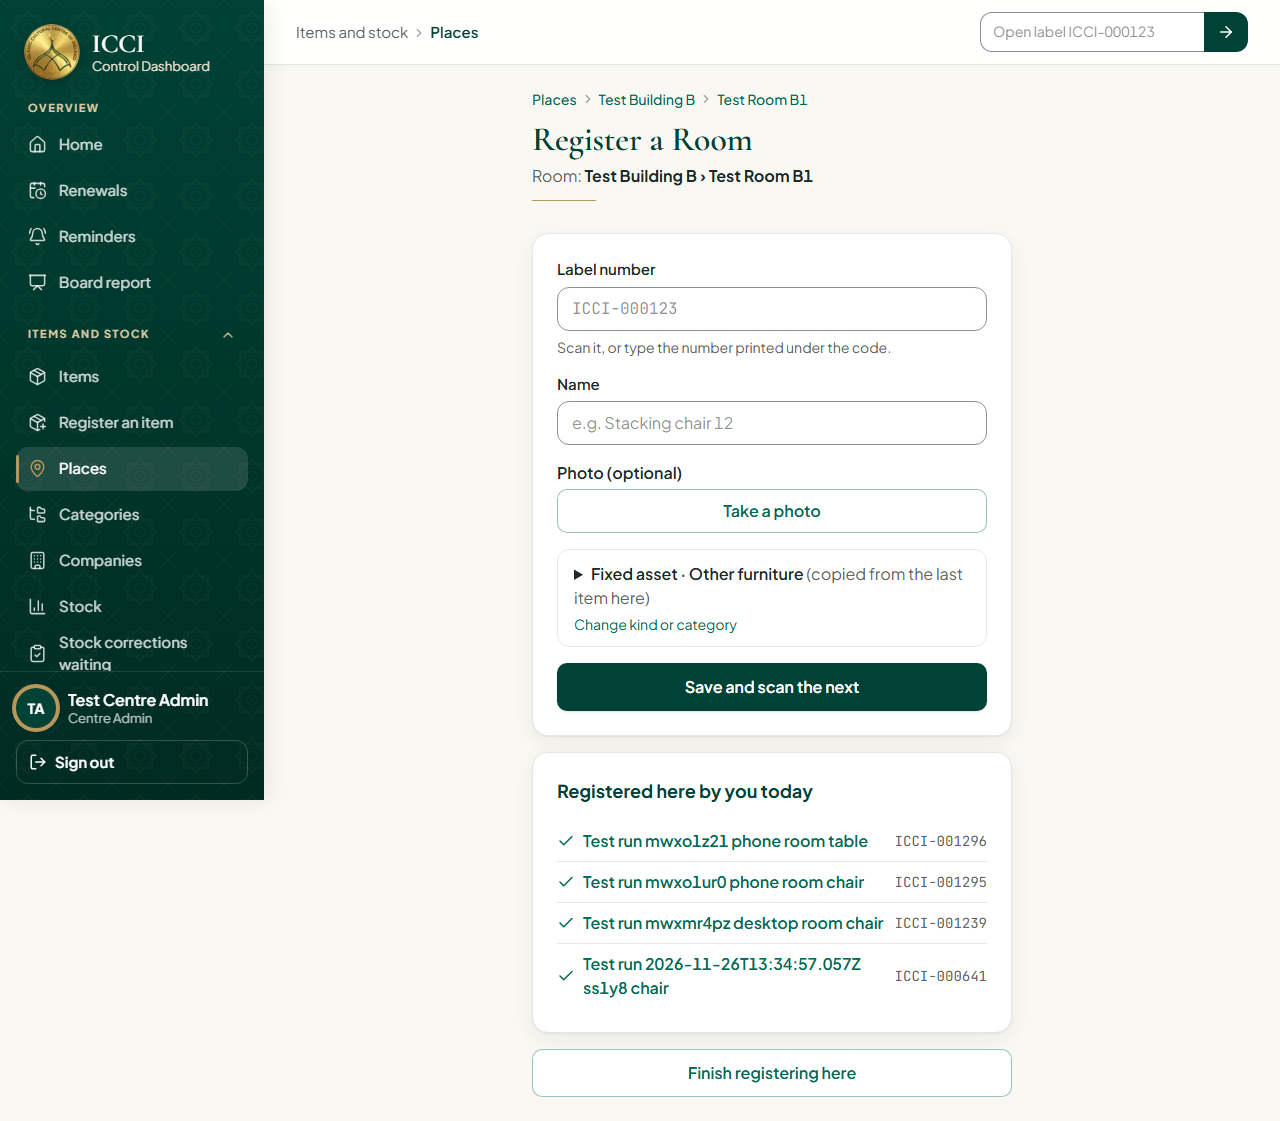 ICCI
Control Dashboard
OVERVIEW
Home
Renewals
Reminders
Board report
ITEMS AND STOCK
Items
Register an item
Places
Categories
Companies
Stock
Stock corrections
waiting
TA
Test Centre Admin
Centre Admin
Sign out
Items and stock > Places
Open label ICCI-000123
Places > Test Building B > Test Room B1
Register a Room
Room: Test Building B › Test Room B1
Label number
ICCI-000123
Scan it, or type the number printed under the code.
Name
e.g. Stacking chair 12
Photo (optional)
Take a photo
Fixed asset · Other furniture (copied from the last
item here)
Change kind or category
Save and scan the next
Registered here by you today
Test run mwxo1z21 phone room table ICCI-001296
Test run mwxo1ur0 phone room chair ICCI-001295
Test run mwxmr4pz desktop room chair ICCI-001239
Test run 2026-11-26T13:34:57.057Z
ss1y8 chair ICCI-000641
Finish registering here